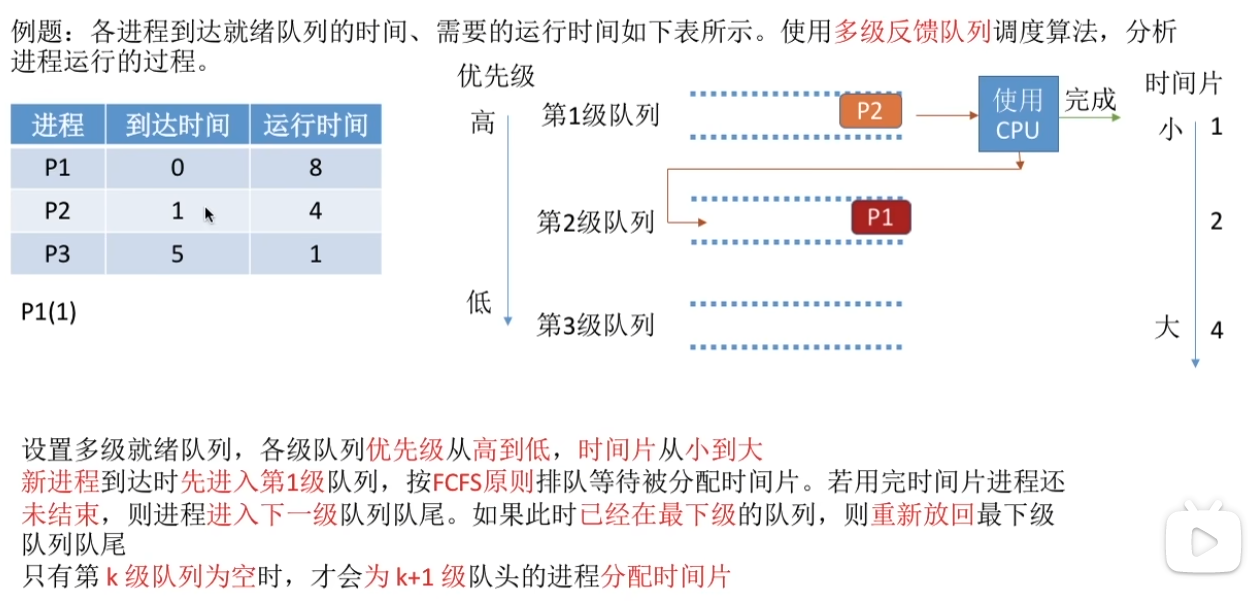 例题：各进程到达就绪队列的时间、需要的运行时间如下表所示。使用多级反馈队列调度算法，分析
进程运行的过程。
进程 到达时间 运行时间
P1 0 8
P2 1 4
P3 5 1
P1(1)
优先级
高
低
第1级队列
P2
第2级队列
P1
第3级队列
使用
CPU
完成
时间片
小 1
2
大 4
设置多级就绪队列，各级队列优先级从高到低，时间片从小到大
新进程到达时先进入第1级队列，按FCFS原则排队等待被分配时间片。若用完时间片进程还
未结束，则进程进入下一级队列队尾。如果此时已经在最下级的队列，则重新放回最下级
队列队尾
只有第 k 级队列为空时，才会为 k+1 级队头的进程分配时间片